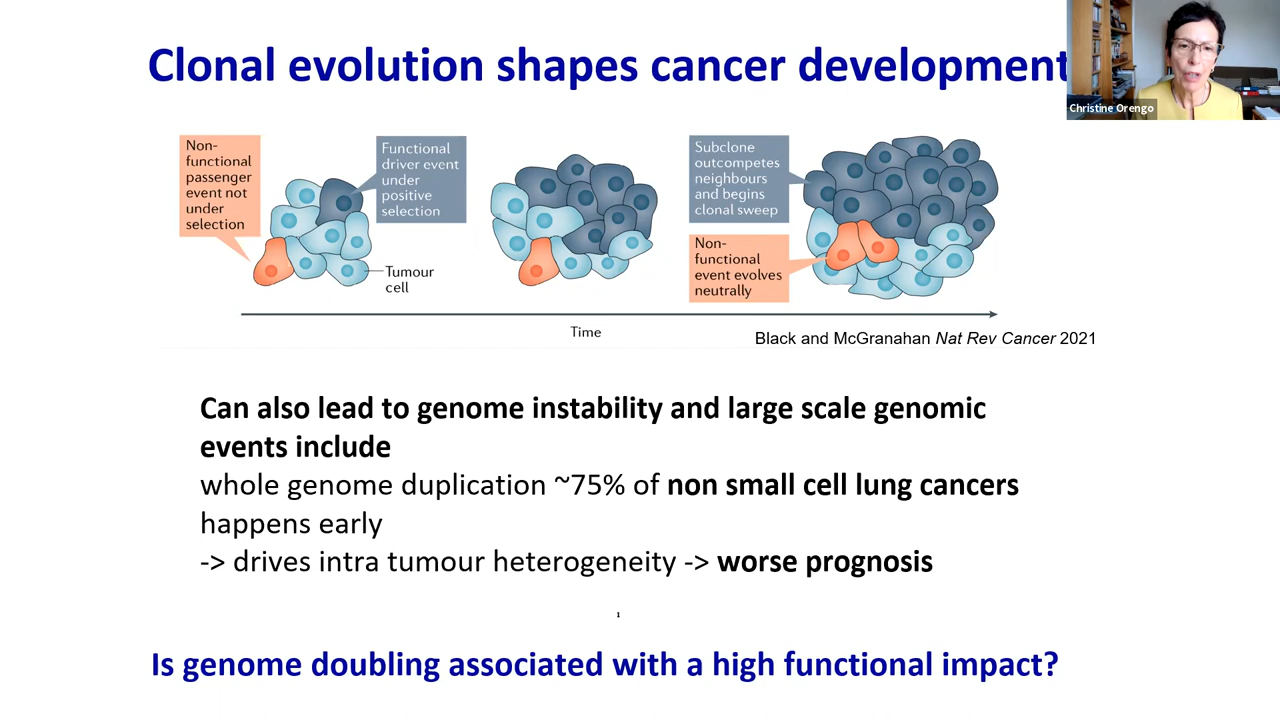 Clonal evolution shapes cancer development
Christine Orengo
Non-
functional
passenger
event not
under
selection
Functional
driver event
under
positive
selection
Tumour
cell
Subclone
outcompetes
neighbours
and begins
clonal sweep
Non-
functional
event evolves
neutrally
Time
Black and McGranahan Nat Rev Cancer 2021
Can also lead to genome instability and large scale genomic
events include
whole genome duplication ~75% of non small cell lung cancers
happens early
-> drives intra tumour heterogeneity -> worse prognosis
1
Is genome doubling associated with a high functional impact?